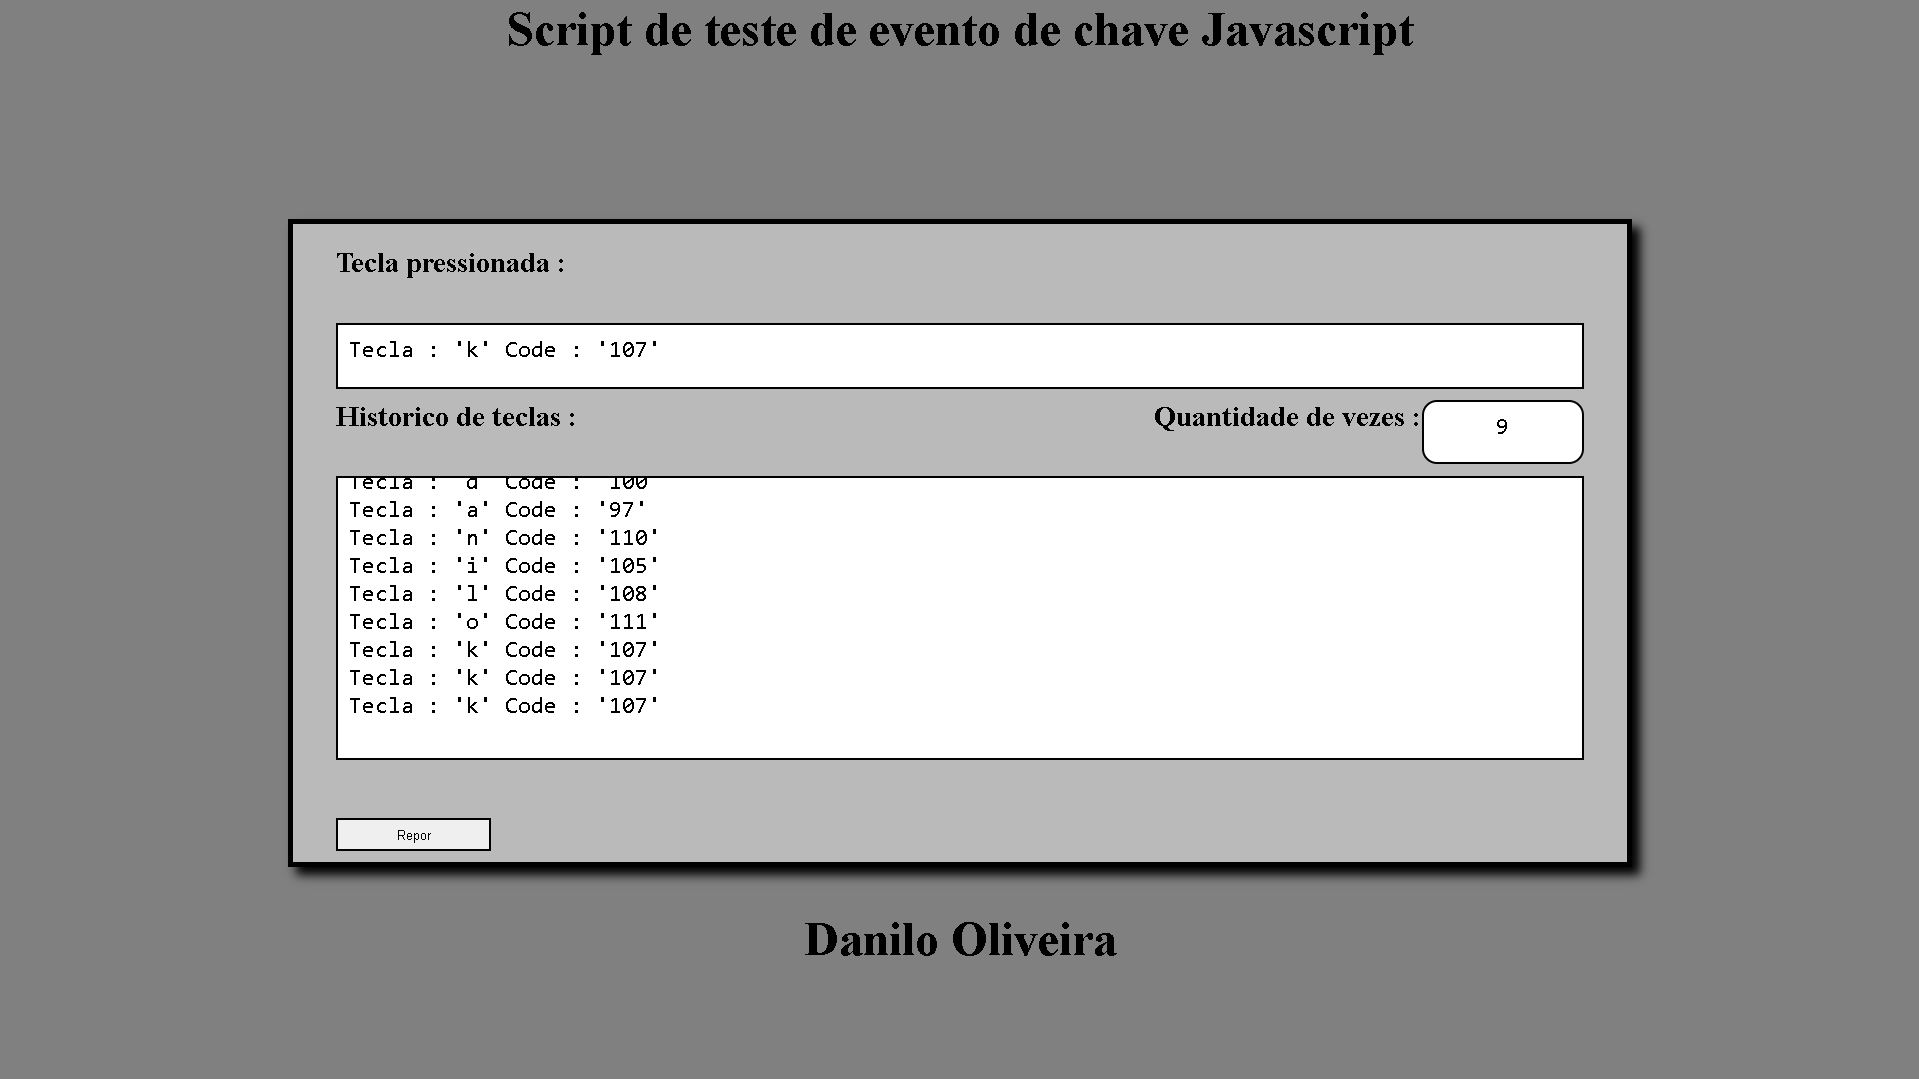 Script de teste de evento de chave Javascript
Tecla pressionada :
Tecla : 'k' Code : '107'
Historico de teclas :
Quantidade de vezes :
9
Tecla : 'd' Code : '100'
Tecla : 'a' Code : '97'
Tecla : 'n' Code : '110'
Tecla : 'i' Code : '105'
Tecla : 'l' Code : '108'
Tecla : 'o' Code : '111'
Tecla : 'k' Code : '107'
Tecla : 'k' Code : '107'
Tecla : 'k' Code : '107'
Repor
Danilo Oliveira